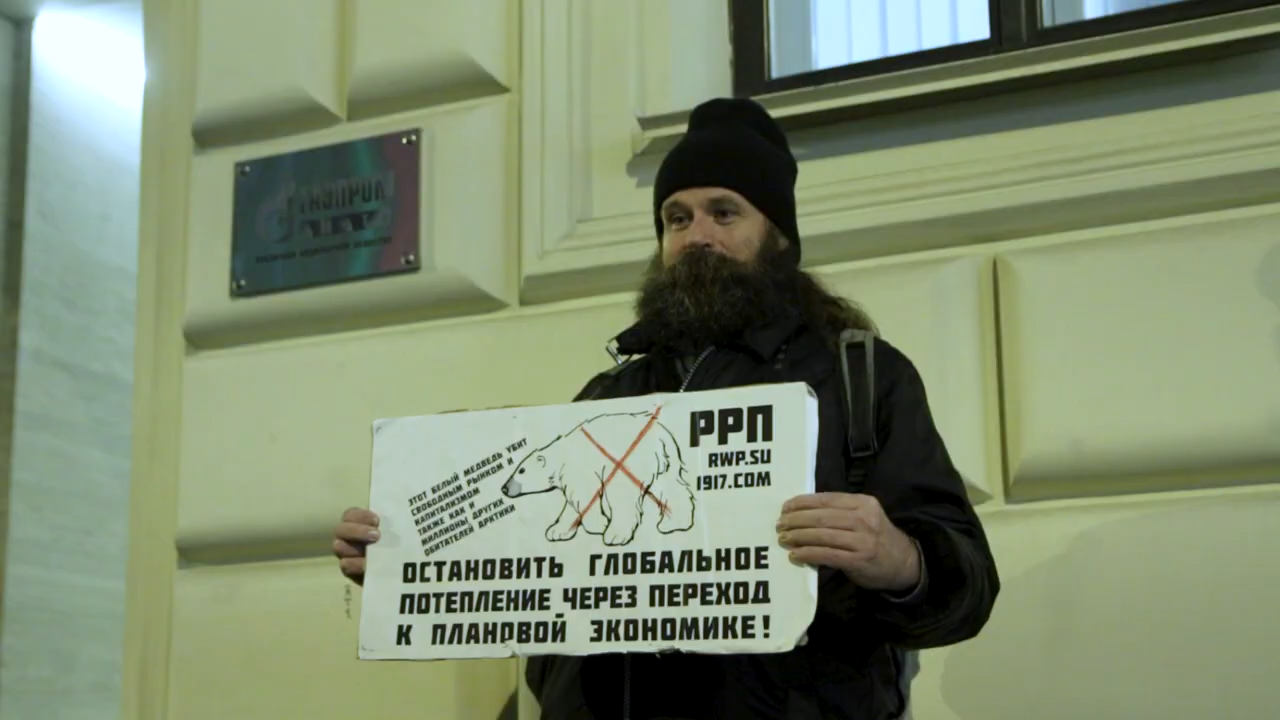 ГАЗПРОМ
ЭТОТ БЕЛЫЙ МЕДВЕДЬ УБИТ
СВОБОДНЫМ РЫНКОМ И
КАПИТАЛИЗМОМ
ТАКЖЕ КАК И
МИЛЛИОНЫ ДРУГИХ
ОБИТАТЕЛЕЙ АРКТИКИ
РРП
RWP.SU
1917.COM
ОСТАНОВИТЬ ГЛОБАЛЬНОЕ
ПОТЕПЛЕНИЕ ЧЕРЕЗ ПЕРЕХОД
К ПЛАНОВОЙ ЭКОНОМИКЕ!